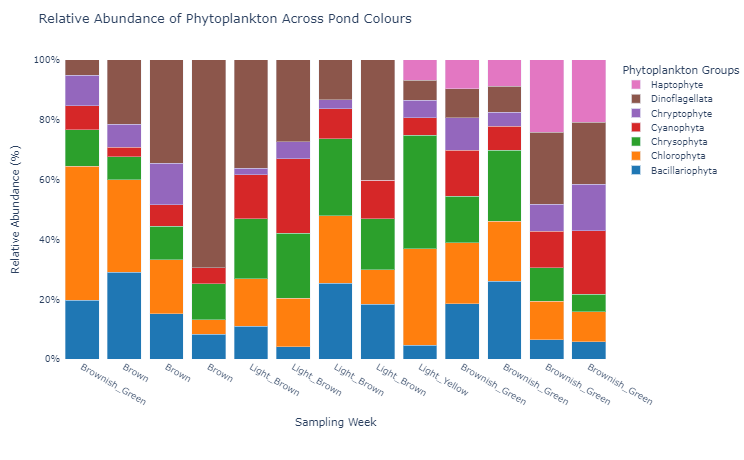 Relative Abundance of Phytoplankton Across Pond Colours
Relative Abundance (%)
100%
80%
60%
40%
20%
0%
Brownish_Green
Brown
Brown
Brown
Light_Brown
Light_Brown
Light_Brown
Light_Brown
Light_Yellow
Brownish_Green
Brownish_Green
Brownish_Green
Brownish_Green
Sampling Week
Phytoplankton Groups
Haptophyte
Dinoflagellata
Chryptophyte
Cyanophyta
Chrysophyta
Chlorophyta
Bacillariophyta